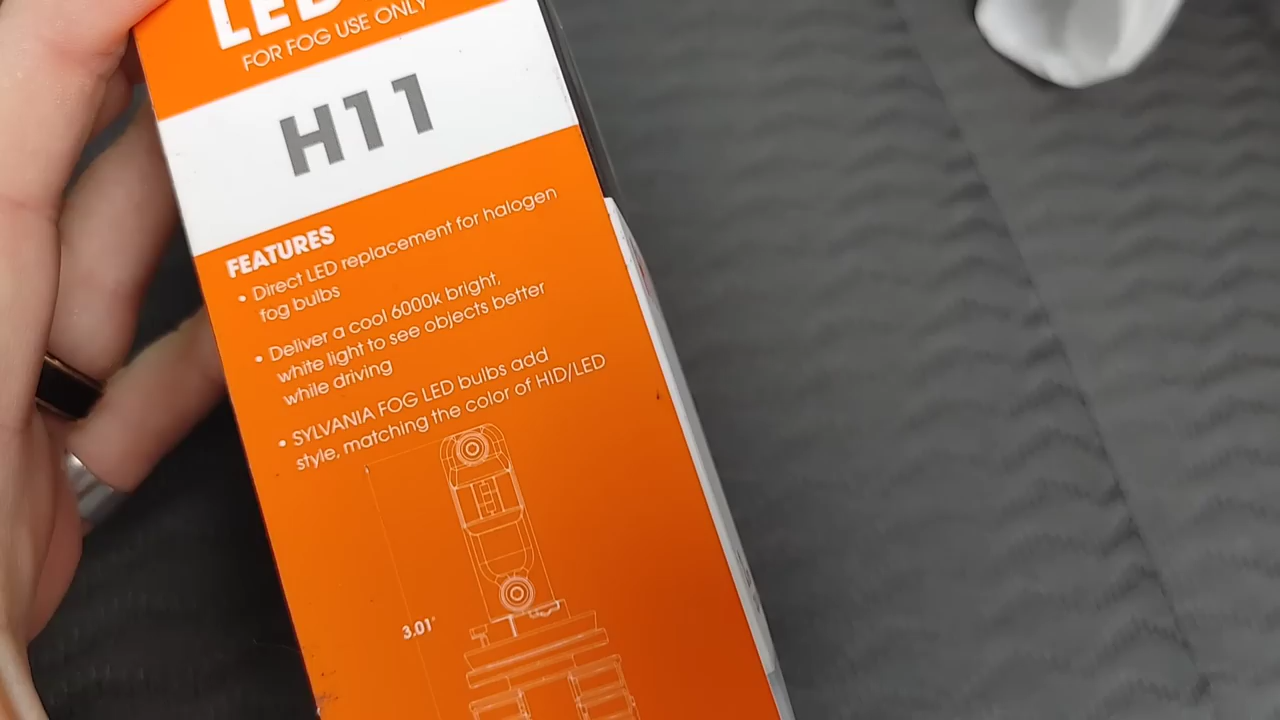 LED
FOR FOG USE ONLY
H11
FEATURES
• Direct LED replacement for halogen
fog bulbs
• Deliver a cool 6000k bright,
white light to see objects better
while driving
• SYLVANIA FOG LED bulbs add
style, matching the color of HID/LED
3.01"